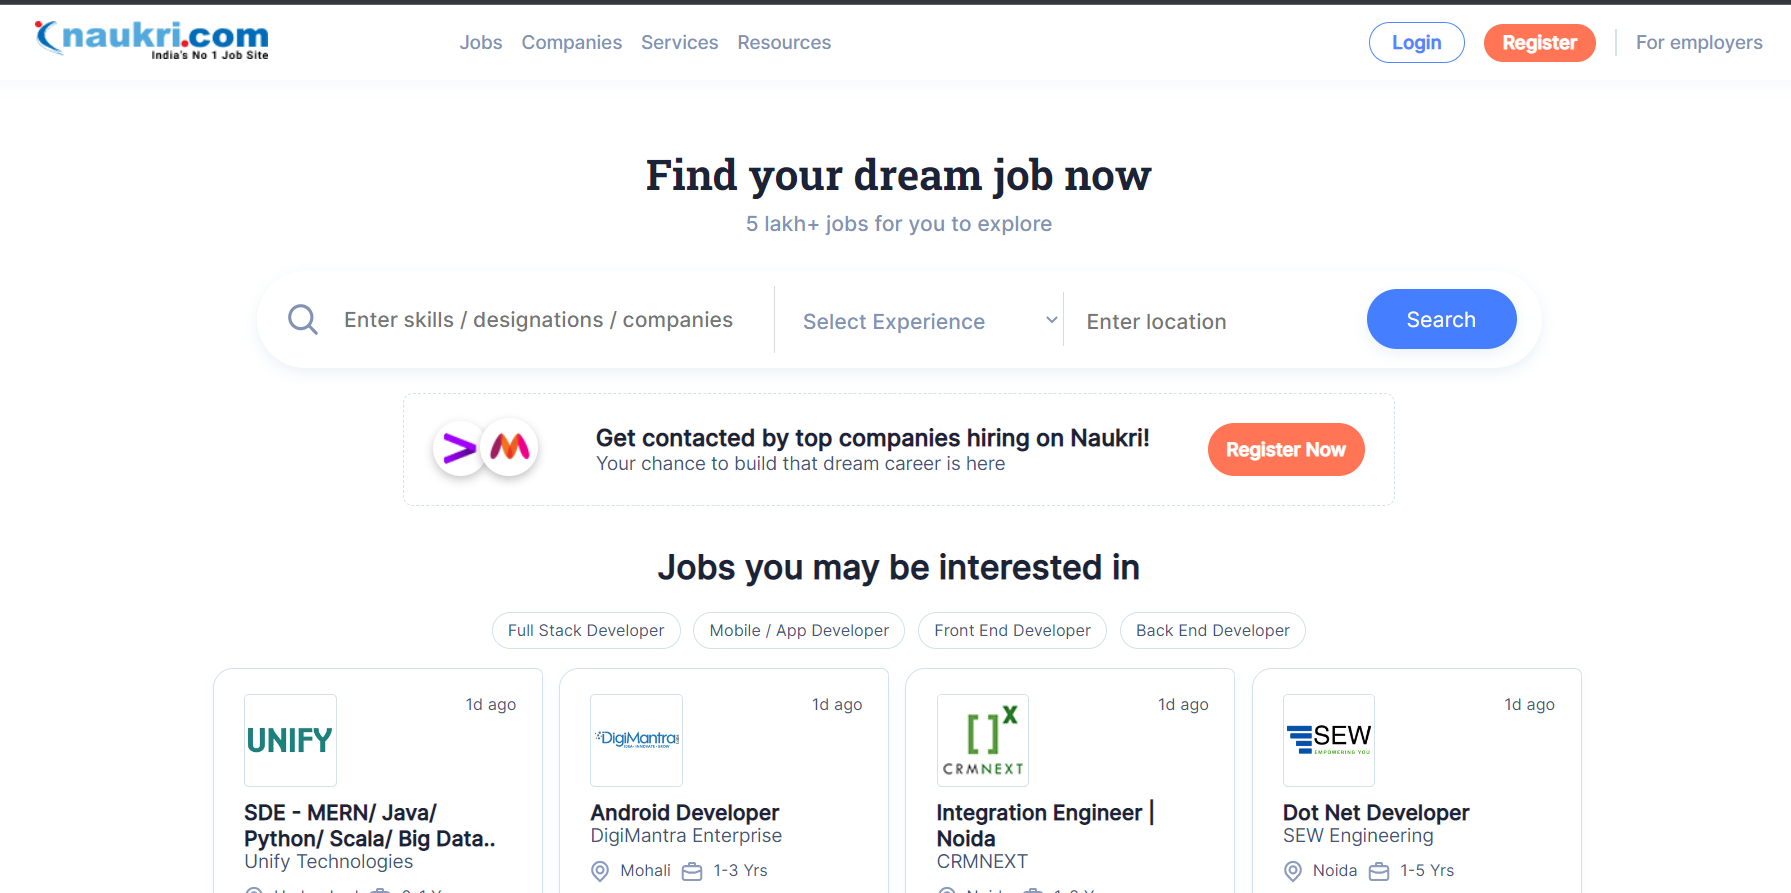 naukri.com
India's No 1 Job Site
Jobs Companies Services Resources
Login Register For employers
Find your dream job now
5 lakh+ jobs for you to explore
Enter skills / designations / companies Select Experience Enter location Search
Get contacted by top companies hiring on Naukri!
Your chance to build that dream career is here
Register Now
Jobs you may be interested in
Full Stack Developer Mobile / App Developer Front End Developer Back End Developer
1d ago
UNIFY
SDE - MERN/ Java/
Python/ Scala/ Big Data..
Unify Technologies
1d ago
DigiMantra
Android Developer
DigiMantra Enterprise
Mohali 1-3 Yrs
1d ago
[ ] X
CRMNEXT
Integration Engineer |
Noida
CRMNEXT
1d ago
SEW
EMPOWERING YOU
Dot Net Developer
SEW Engineering
Noida 1-5 Yrs